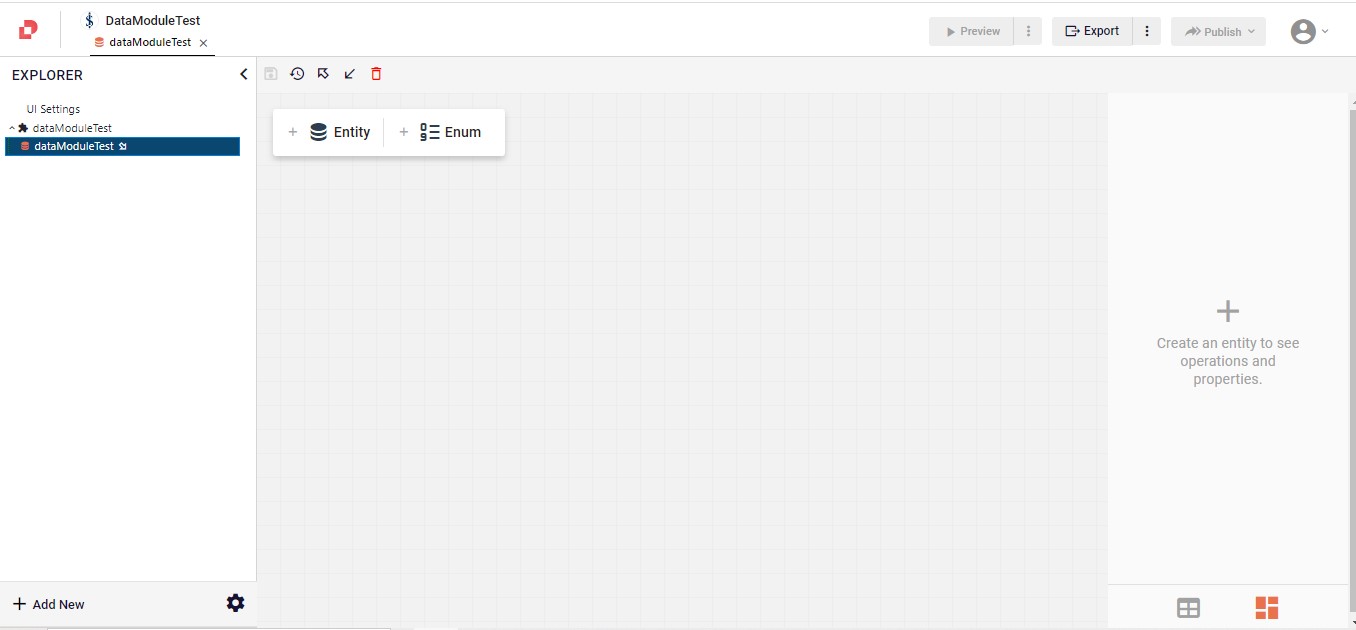 DataModuleTest
dataModuleTest
Preview
Export
Publish
EXPLORER
UI Settings
dataModuleTest
dataModuleTest
Entity
Enum
Create an entity to see
operations and
properties.
Add New